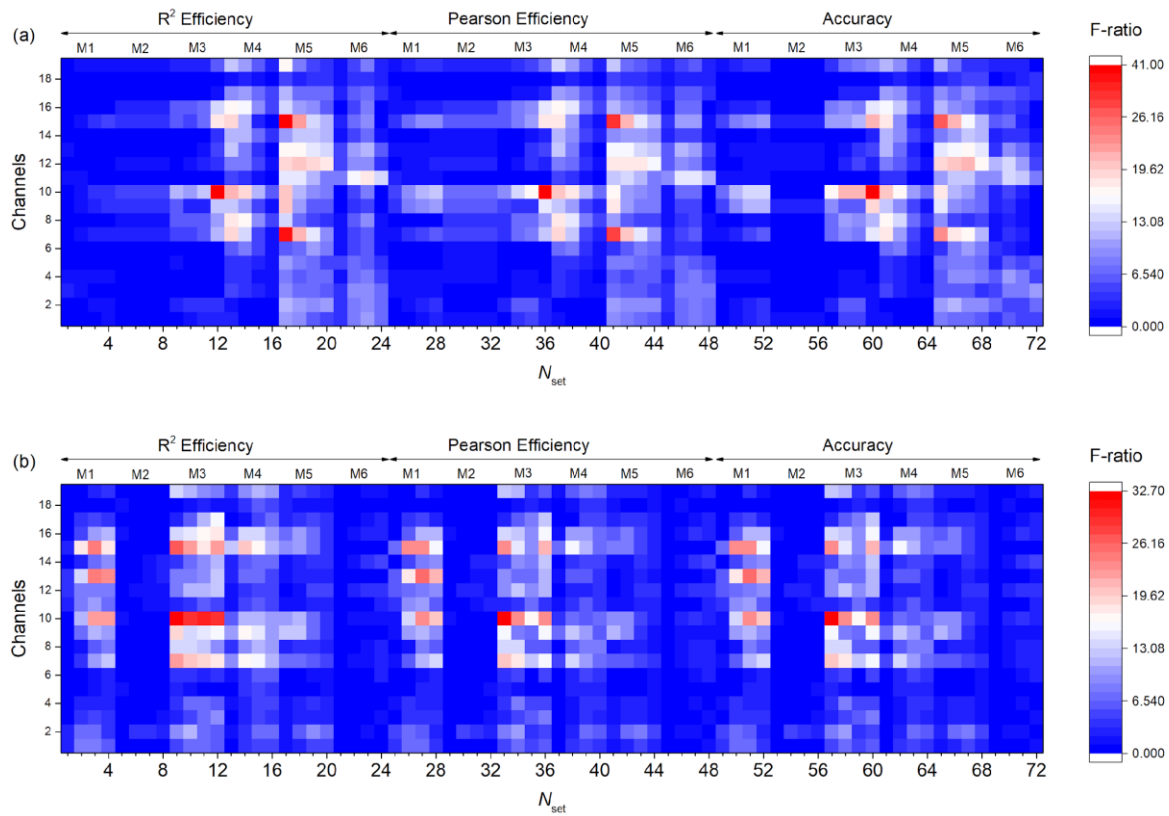 R² Efficiency Pearson Efficiency Accuracy
(a) M1 M2 M3 M4 M5 M6 M1 M2 M3 M4 M5 M6 M1 M2 M3 M4 M5 M6
F-ratio
41.00
26.16
19.62
13.08
6.540
0.000
Channels
18
16
14
12
10
8
6
4
2
4 8 12 16 20 24 28 32 36 40 44 48 52 56 60 64 68 72
Nset
R² Efficiency Pearson Efficiency Accuracy
(b) M1 M2 M3 M4 M5 M6 M1 M2 M3 M4 M5 M6 M1 M2 M3 M4 M5 M6
F-ratio
32.70
26.16
19.62
13.08
6.540
0.000
Channels
18
16
14
12
10
8
6
4
2
4 8 12 16 20 24 28 32 36 40 44 48 52 56 60 64 68 72
Nset